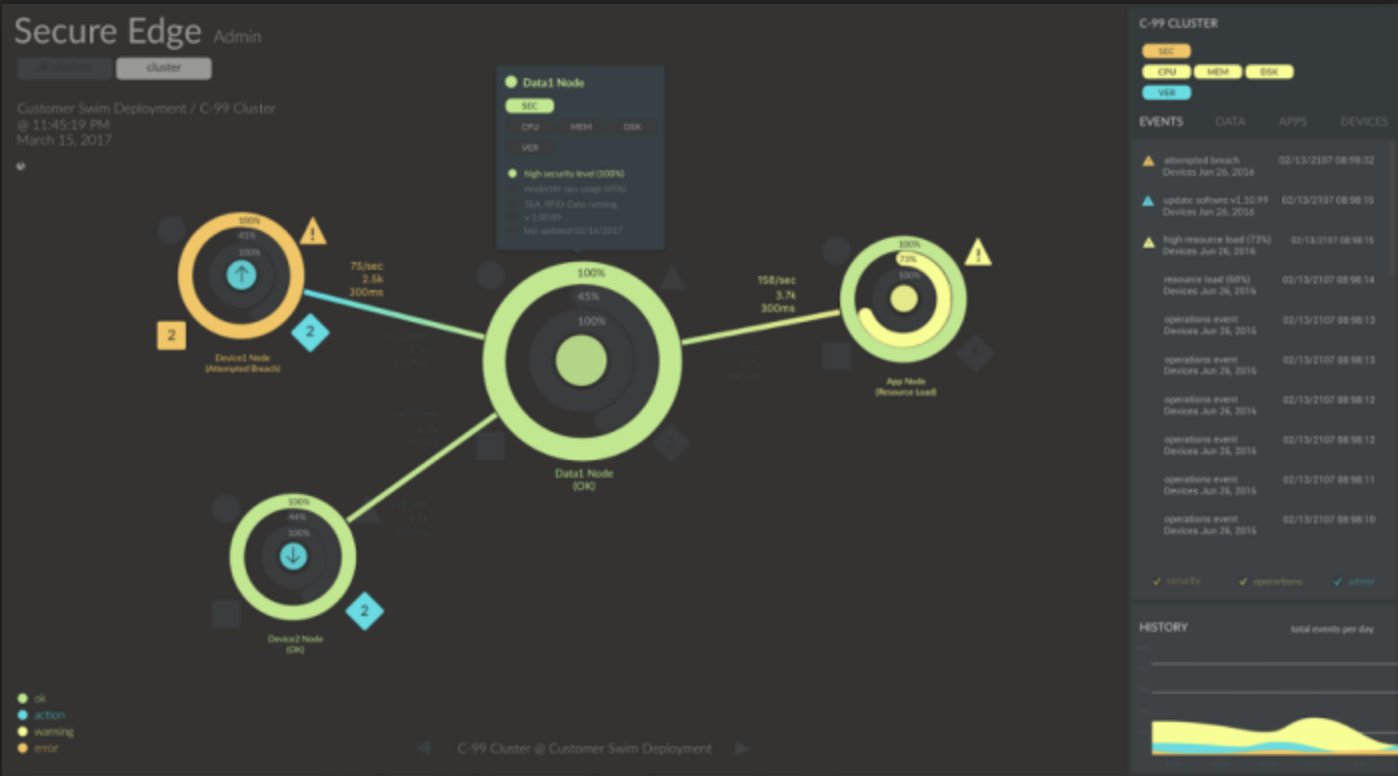 Secure Edge Admin
cluster
Customer Swim Deployment / C-99 Cluster
@ 11:45:19 PM
March 15, 2017
Data1 Node
SEC
CPU MEM DSK
VER
high security level (100%)
moderate cpu usage (45%)
SEA, RFID Data running
v 1.00.89
last updated 02/16/2017
100%
41%
100%
2
2
Device1 Node
(Attempted Breach)
75/sec
2.5k
300ms
100%
45%
100%
Data1 Node
(OK)
158/sec
3.7k
300ms
100%
73%
100%
App Node
(Resource Load)
100%
44%
100%
2
Device2 Node
(OK)
ok
action
warning
error
C-99 Cluster @ Customer Swim Deployment
C-99 CLUSTER
SEC
CPU MEM DSK
VER
EVENTS DATA APPS DEVICES
attempted breach 02/13/2107 08:98:32
Devices Jun 26, 2016
update softwre v1.10.99 02/13/2107 08:98:15
Devices Jun 26, 2016
high resource load (73%) 02/13/2107 08:98:15
Devices Jun 26, 2016
resource load (60%) 02/13/2107 08:98:14
Devices Jun 26, 2016
operations event 02/13/2107 08:98:13
Devices Jun 26, 2016
operations event 02/13/2107 08:98:13
Devices Jun 26, 2016
operations event 02/13/2107 08:98:12
Devices Jun 26, 2016
operations event 02/13/2107 08:98:12
Devices Jun 26, 2016
operations event 02/13/2107 08:98:11
Devices Jun 26, 2016
operations event 02/13/2107 08:98:10
Devices Jun 26, 2016
security operartions admin
HISTORY total events per day